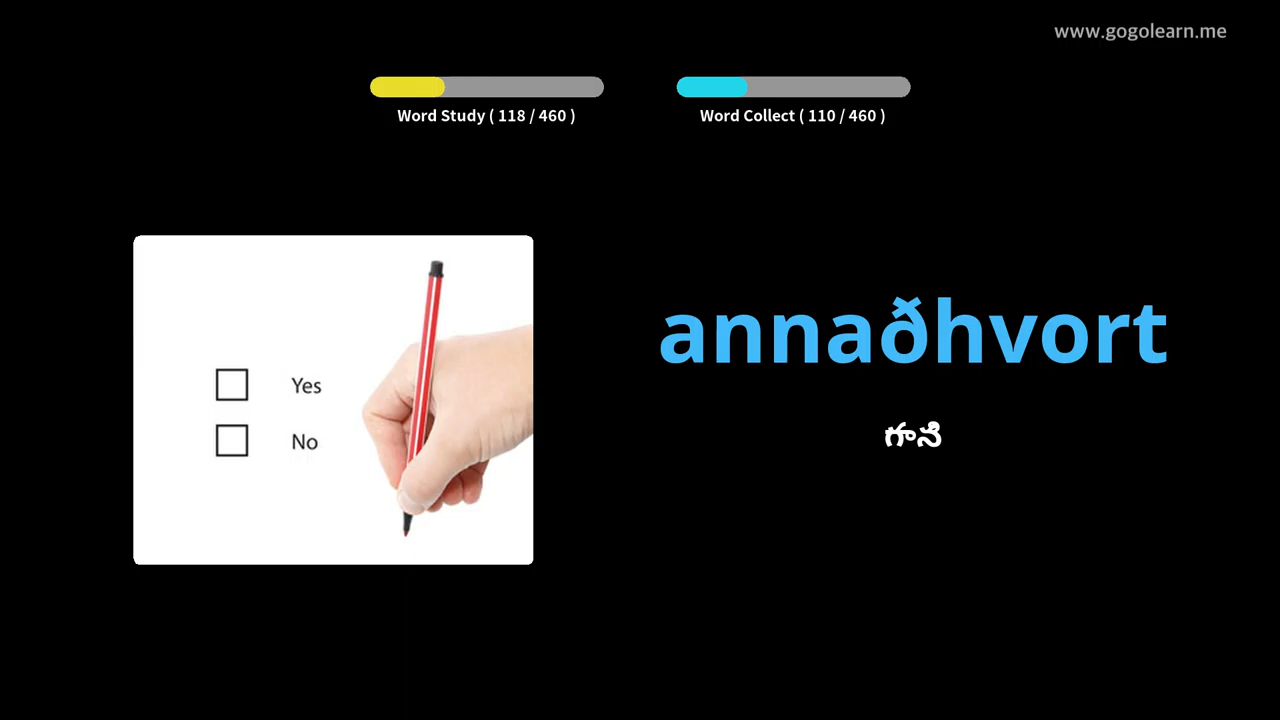 www.gogolearn.me
Word Study ( 118 / 460 )
Word Collect ( 110 / 460 )
Yes
No
annaðhvort
గాని